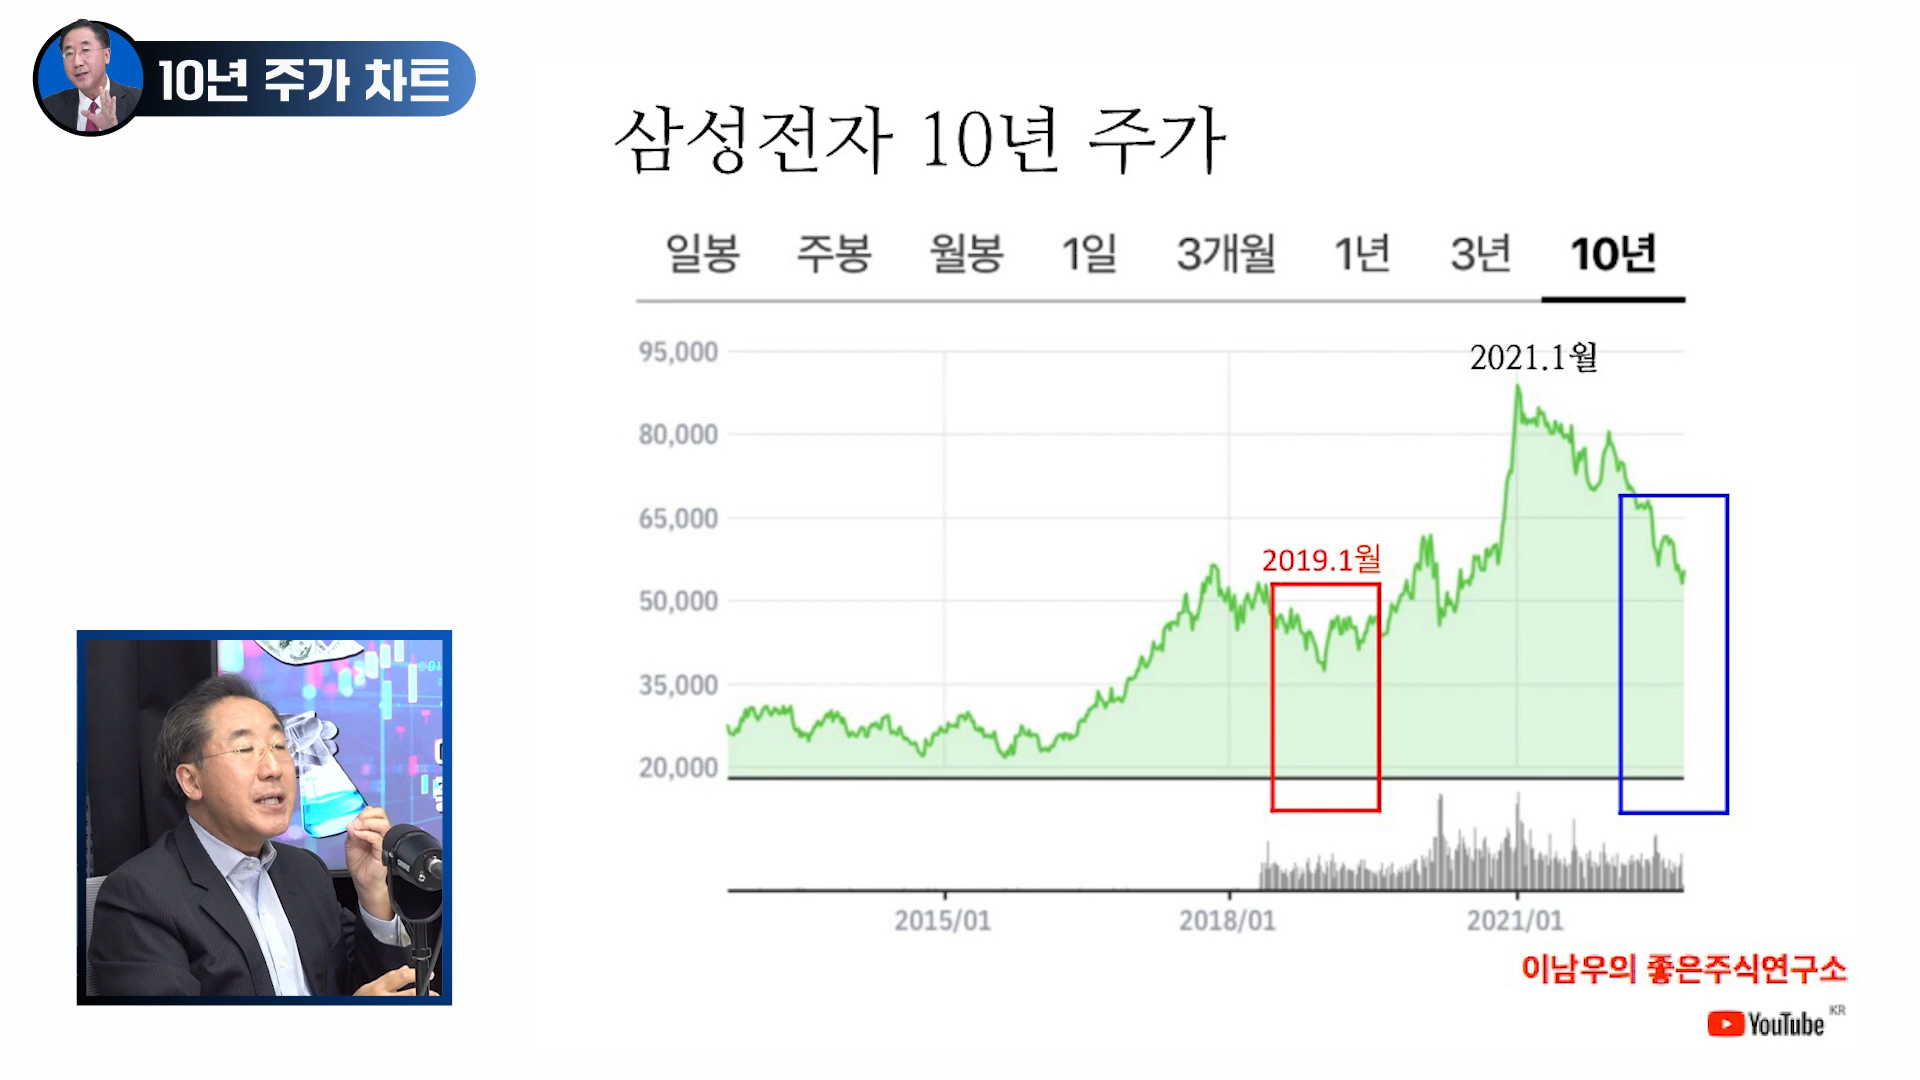 10년 주가 차트
삼성전자 10년 주가
일봉 주봉 월봉 1일 3개월 1년 3년 10년
95,000
80,000
65,000
50,000
35,000
20,000
2021.1월
2019.1월
2015/01 2018/01 2021/01
이남우의 좋은주식연구소
YouTube KR